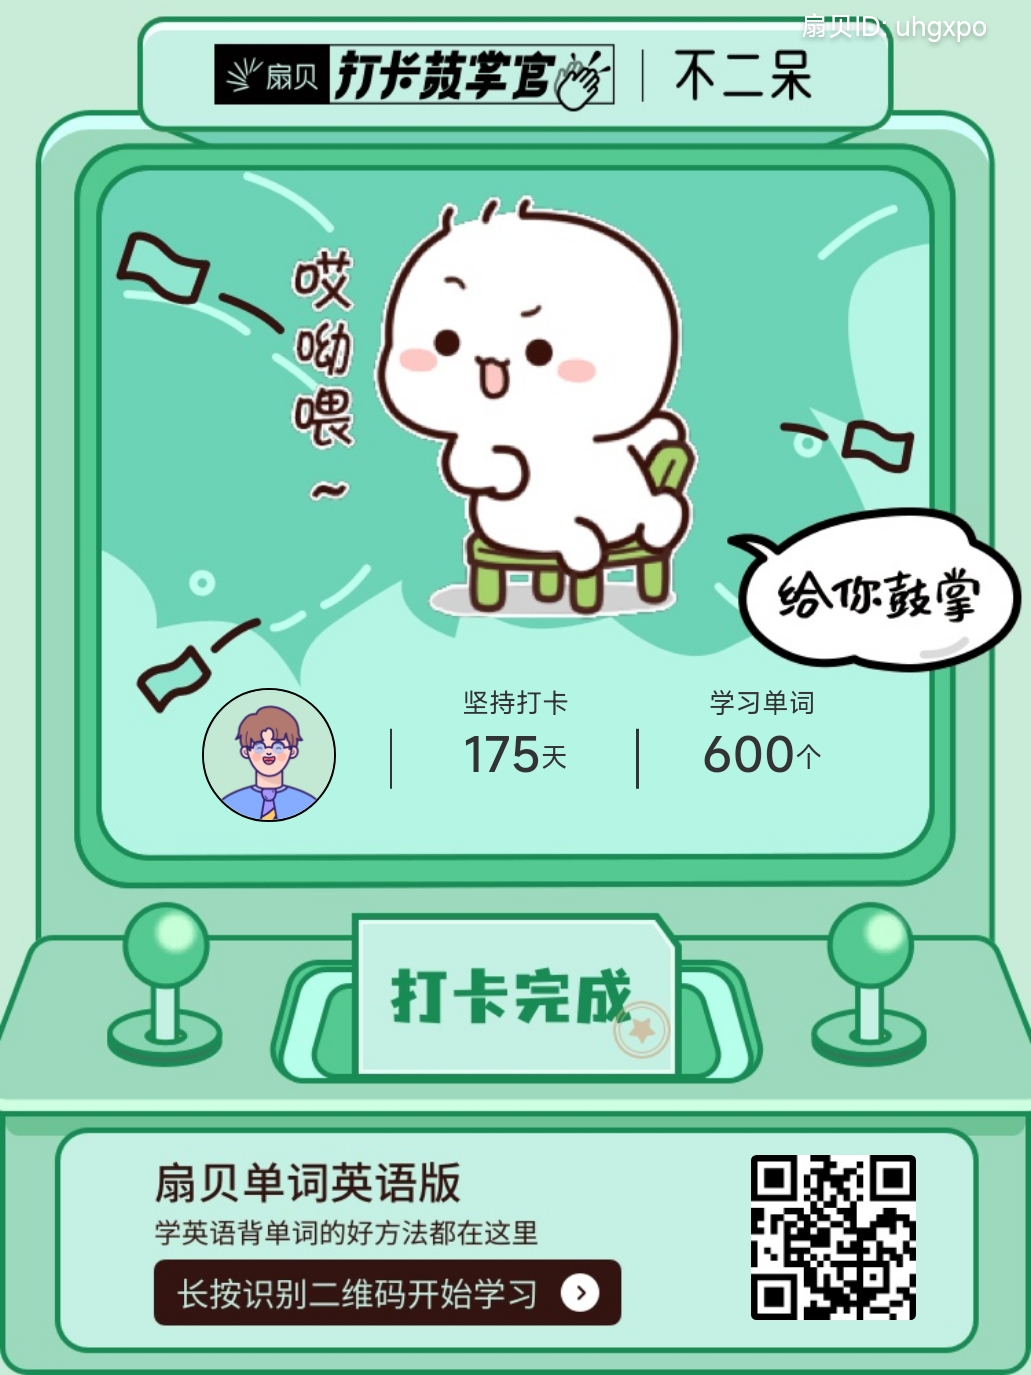 扇贝ID: uhgxpo
扇贝 打卡鼓掌官 不二呆
哎呦喂~
给你鼓掌
坚持打卡 学习单词
175天 600个
打卡完成
扇贝单词英语版
学英语背单词的好方法都在这里
长按识别二维码开始学习